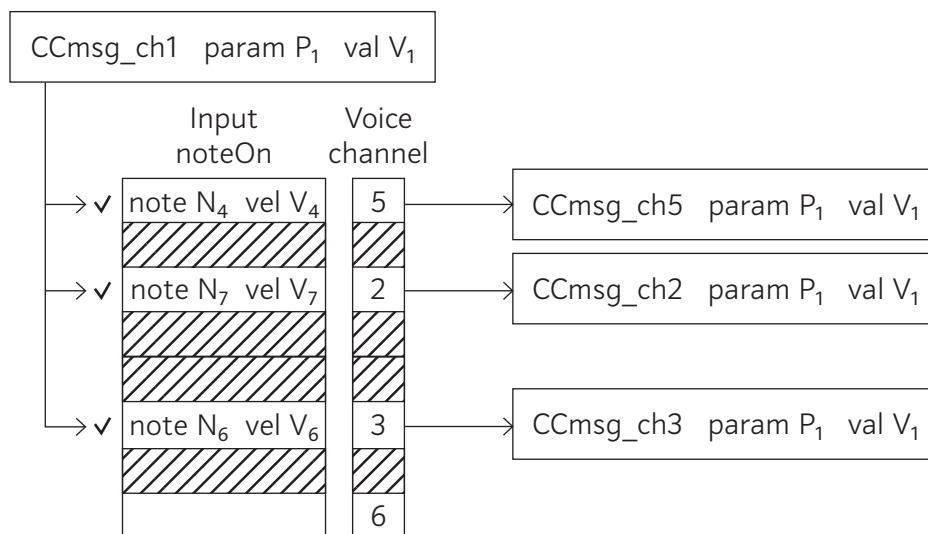 CCmsg_ch1 param P₁ val V₁
Input noteOn
Voice channel
note N₄ vel V₄ 5 CCmsg_ch5 param P₁ val V₁
note N₇ vel V₇ 2 CCmsg_ch2 param P₁ val V₁
note N₆ vel V₆ 3 CCmsg_ch3 param P₁ val V₁
6